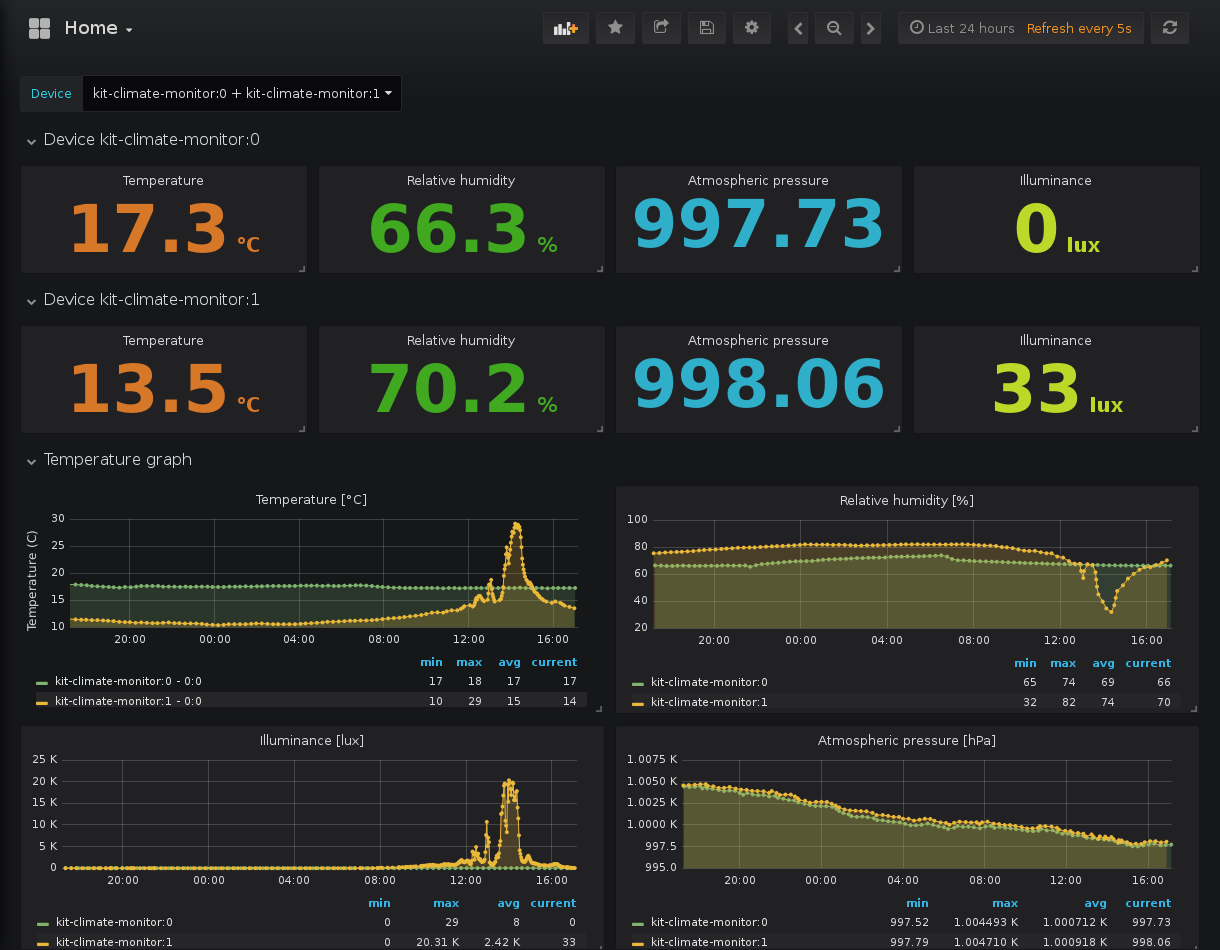 Home
Last 24 hours Refresh every 5s
Device kit-climate-monitor:0 + kit-climate-monitor:1
Device kit-climate-monitor:0
Temperature Relative humidity Atmospheric pressure Illuminance
17.3 °C 66.3 % 997.73 0 lux
Device kit-climate-monitor:1
Temperature Relative humidity Atmospheric pressure Illuminance
13.5 °C 70.2 % 998.06 33 lux
Temperature graph
Temperature [°C]
Temperature (C)
30
25
20
15
10
20:00 00:00 04:00 08:00 12:00 16:00
min max avg current
kit-climate-monitor:0 - 0:0 17 18 17 17
kit-climate-monitor:1 - 0:0 10 29 15 14
Relative humidity [%]
100
80
60
40
20
20:00 00:00 04:00 08:00 12:00 16:00
min max avg current
kit-climate-monitor:0 65 74 69 66
kit-climate-monitor:1 32 82 74 70
Illuminance [lux]
25 K
20 K
15 K
10 K
5 K
0
20:00 00:00 04:00 08:00 12:00 16:00
min max avg current
kit-climate-monitor:0 0 29 8 0
kit-climate-monitor:1 0 20.31 K 2.42 K 33
Atmospheric pressure [hPa]
1.0075 K
1.0050 K
1.0025 K
1.0000 K
997.5
995.0
20:00 00:00 04:00 08:00 12:00 16:00
min max avg current
kit-climate-monitor:0 997.52 1.004493 K 1.000712 K 997.73
kit-climate-monitor:1 997.79 1.004710 K 1.000918 K 998.06